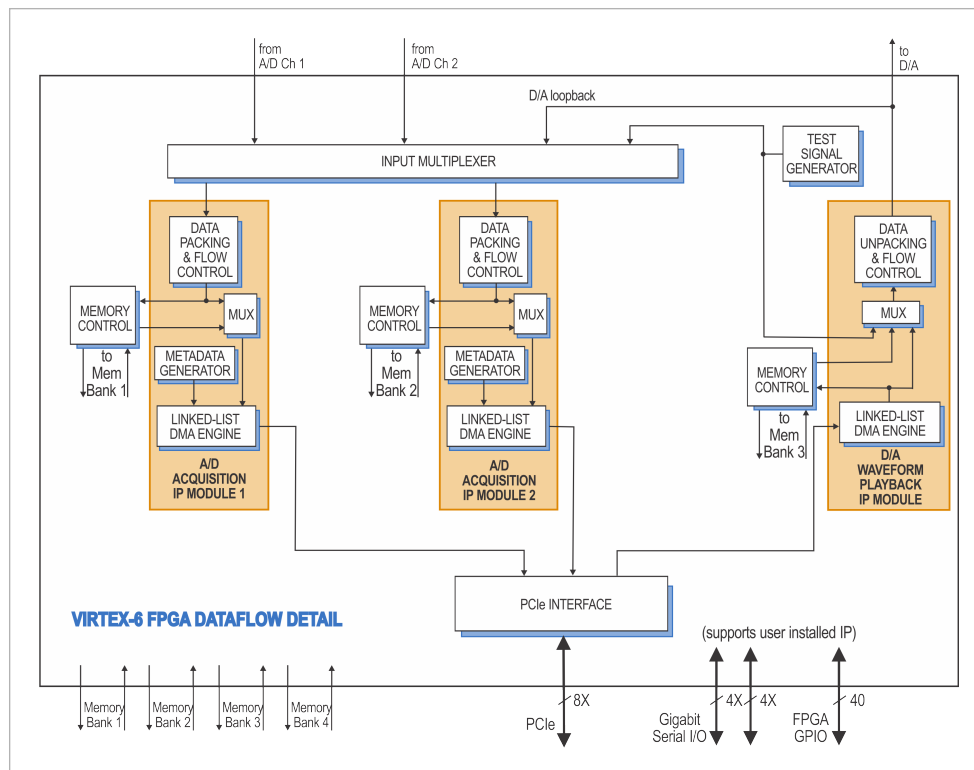 from
A/D Ch 1
from
A/D Ch 2
to
D/A
D/A loopback
INPUT MULTIPLEXER
TEST
SIGNAL
GENERATOR
DATA
PACKING
& FLOW
CONTROL
MEMORY
CONTROL
MUX
to
Mem
Bank 1
METADATA
GENERATOR
LINKED-LIST
DMA ENGINE
A/D
ACQUISITION
IP MODULE 1
DATA
PACKING
& FLOW
CONTROL
MEMORY
CONTROL
MUX
to
Mem
Bank 2
METADATA
GENERATOR
LINKED-LIST
DMA ENGINE
A/D
ACQUISITION
IP MODULE 2
DATA
UNPACKING
& FLOW
CONTROL
MUX
MEMORY
CONTROL
to
Mem
Bank 3
LINKED-LIST
DMA ENGINE
D/A
WAVEFORM
PLAYBACK
IP MODULE
PCIe INTERFACE
VIRTEX-6 FPGA DATAFLOW DETAIL
(supports user installed IP)
Memory
Bank 1
Memory
Bank 2
Memory
Bank 3
Memory
Bank 4
8X
PCIe
4X
4X
Gigabit
Serial I/O
40
FPGA
GPIO